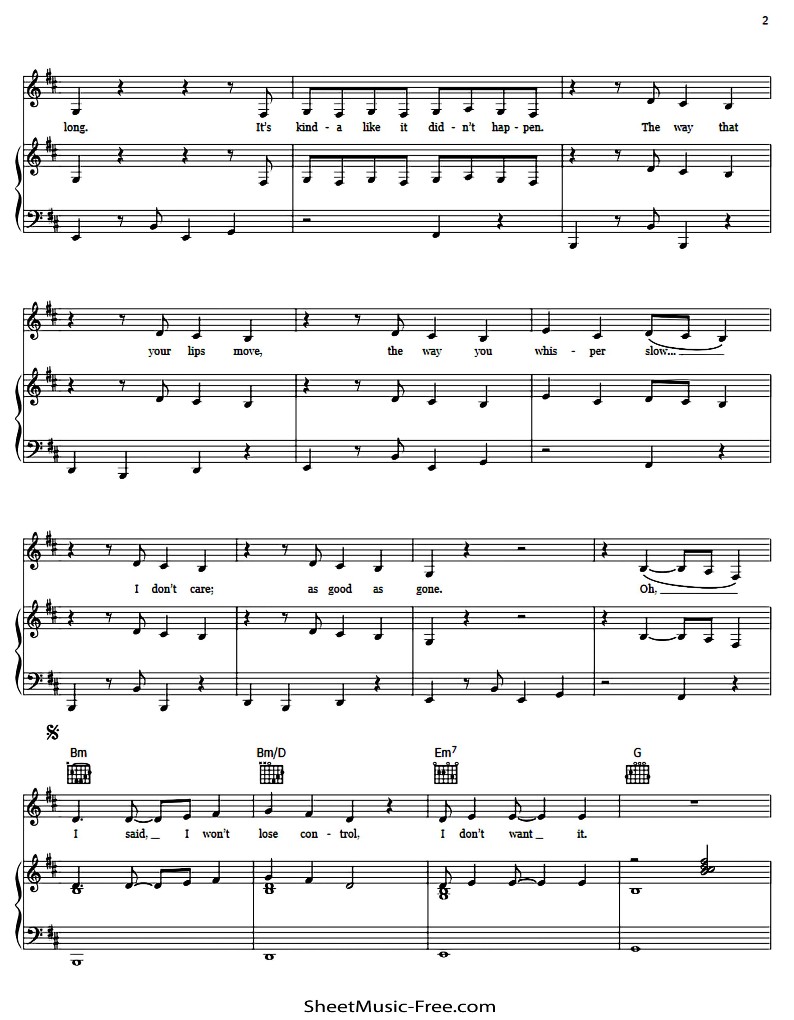 2
long. It's kind - a like it did - n't hap - pen. The way that
your lips move, the way you whis - per slow...
I don't care; as good as gone. Oh,
Bm Bm/D Em7 G
I said, I won't lose con - trol, I don't want it.
SheetMusic-Free.com